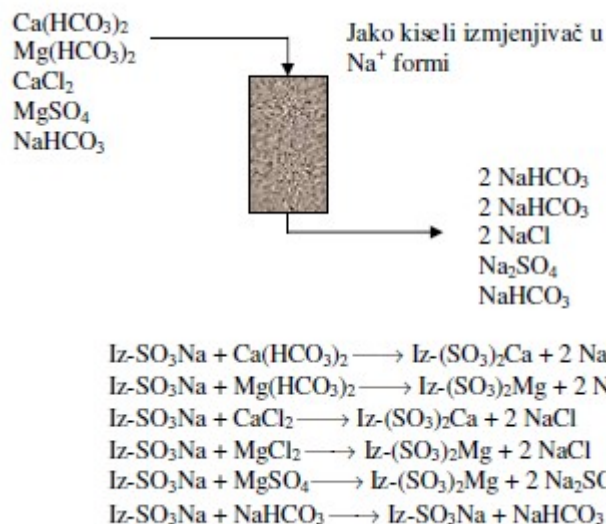 Ca(HCO₃)₂
Mg(HCO₃)₂
CaCl₂
MgSO₄
NaHCO₃
Jako kiseli izmjenjivač u
Na⁺ formi
2 NaHCO₃
2 NaHCO₃
2 NaCl
Na₂SO₄
NaHCO₃
Iz-SO₃Na + Ca(HCO₃)₂ ⟶ Iz-(SO₃)₂Ca + 2 Na
Iz-SO₃Na + Mg(HCO₃)₂ ⟶ Iz-(SO₃)₂Mg + 2 N
Iz-SO₃Na + CaCl₂ ⟶ Iz-(SO₃)₂Ca + 2 NaCl
Iz-SO₃Na + MgCl₂ ⟶ Iz-(SO₃)₂Mg + 2 NaCl
Iz-SO₃Na + MgSO₄ ⟶ Iz-(SO₃)₂Mg + 2 Na₂SO
Iz-SO₃Na + NaHCO₃ ⟶ Iz-SO₃Na + NaHCO₃